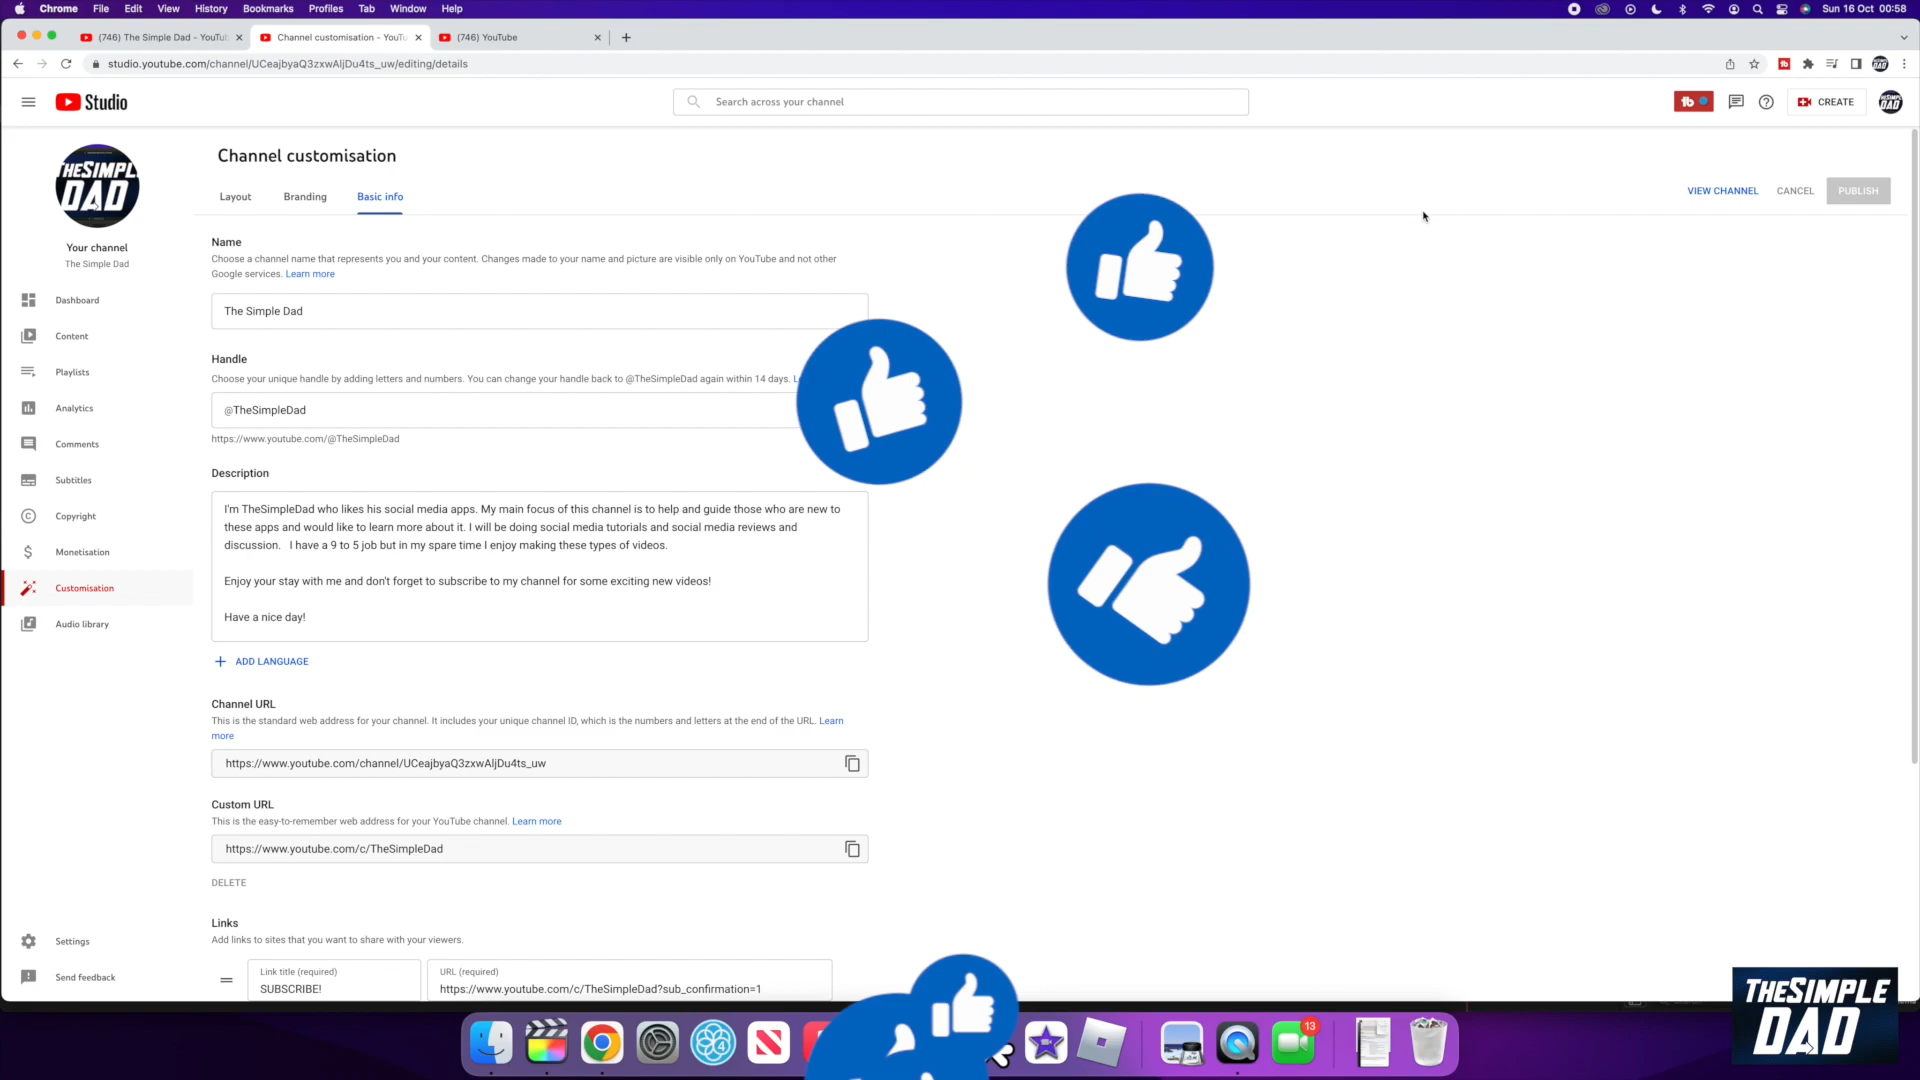 Chrome File Edit View History Bookmarks Profiles Tab Window Help Sun 16 Oct 00:58
(746) The Simple Dad - YouTub Channel customisation - YouTu (746) YouTube
studio.youtube.com/channel/UCeajbyaQ3zxwAljDu4ts_uw/editing/details
Studio
Search across your channel
CREATE
Channel customisation
Layout Branding Basic info
VIEW CHANNEL CANCEL PUBLISH
THESIMPL
DAD
Your channel
The Simple Dad
Dashboard
Content
Playlists
Analytics
Comments
Subtitles
Copyright
Monetisation
Customisation
Audio library
Settings
Send feedback
Name
Choose a channel name that represents you and your content. Changes made to your name and picture are visible only on YouTube and not other
Google services. Learn more
The Simple Dad
Handle
Choose your unique handle by adding letters and numbers. You can change your handle back to @TheSimpleDad again within 14 days.
@TheSimpleDad
https://www.youtube.com/@TheSimpleDad
Description
I'm TheSimpleDad who likes his social media apps. My main focus of this channel is to help and guide those who are new to
these apps and would like to learn more about it. I will be doing social media tutorials and social media reviews and
discussion. I have a 9 to 5 job but in my spare time I enjoy making these types of videos.
Enjoy your stay with me and don't forget to subscribe to my channel for some exciting new videos!
Have a nice day!
ADD LANGUAGE
Channel URL
This is the standard web address for your channel. It includes your unique channel ID, which is the numbers and letters at the end of the URL. Learn
more
https://www.youtube.com/channel/UCeajbyaQ3zxwAljDu4ts_uw
Custom URL
This is the easy-to-remember web address for your YouTube channel. Learn more
https://www.youtube.com/c/TheSimpleDad
DELETE
Links
Add links to sites that you want to share with your viewers.
Link title (required) URL (required)
SUBSCRIBE! https://www.youtube.com/c/TheSimpleDad?sub_confirmation=1
13
THESIMPLE
DAD